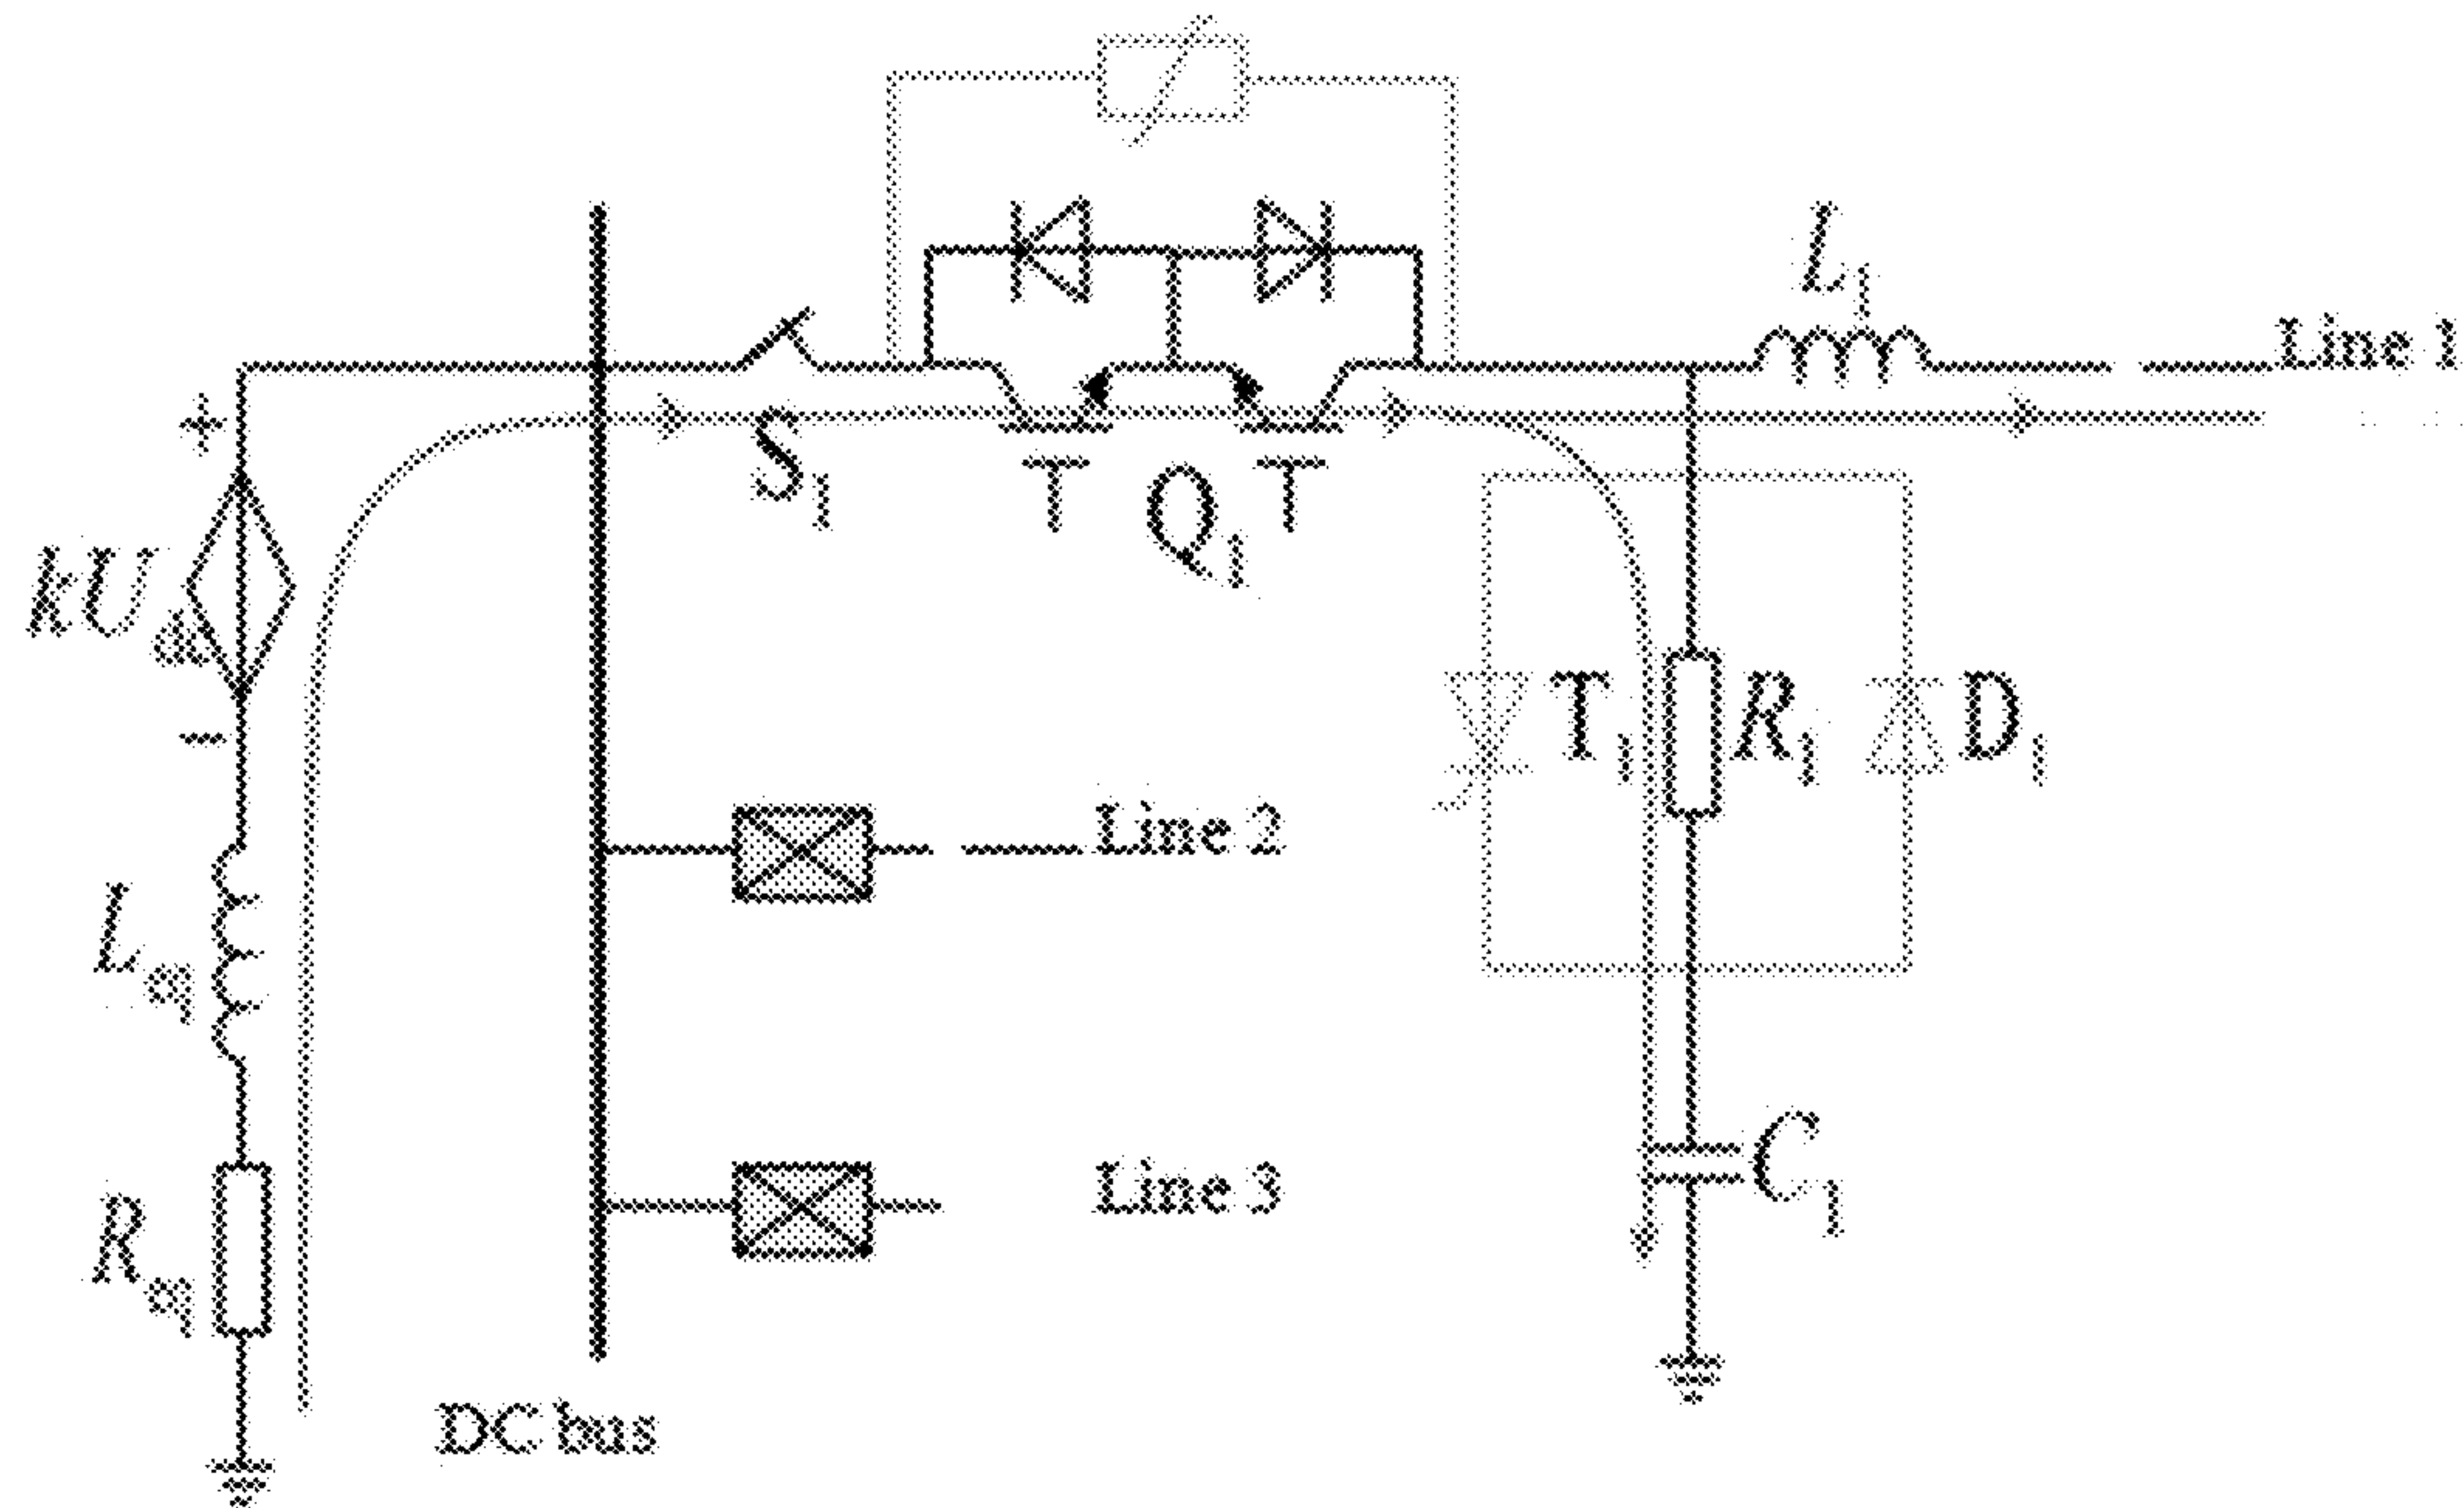 L1
Line 1
+
S1
T Q1 T
kUdc
T1 R1 D1
−
Line 2
Leq
C1
Line 3
Req
DC bus